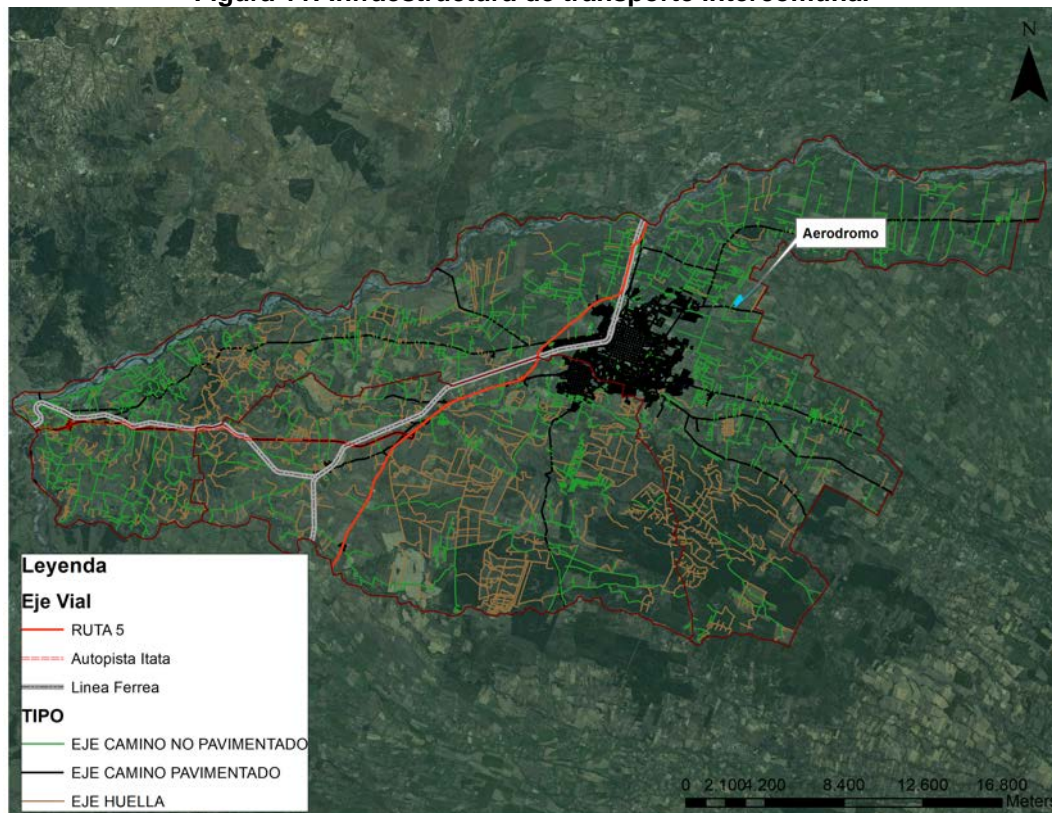 N
Aerodromo
Leyenda
Eje Vial
RUTA 5
Autopista Itata
Linea Ferrea
TIPO
EJE CAMINO NO PAVIMENTADO
EJE CAMINO PAVIMENTADO
EJE HUELLA
0 2.100 4.200 8.400 12.600 16.800
Meters